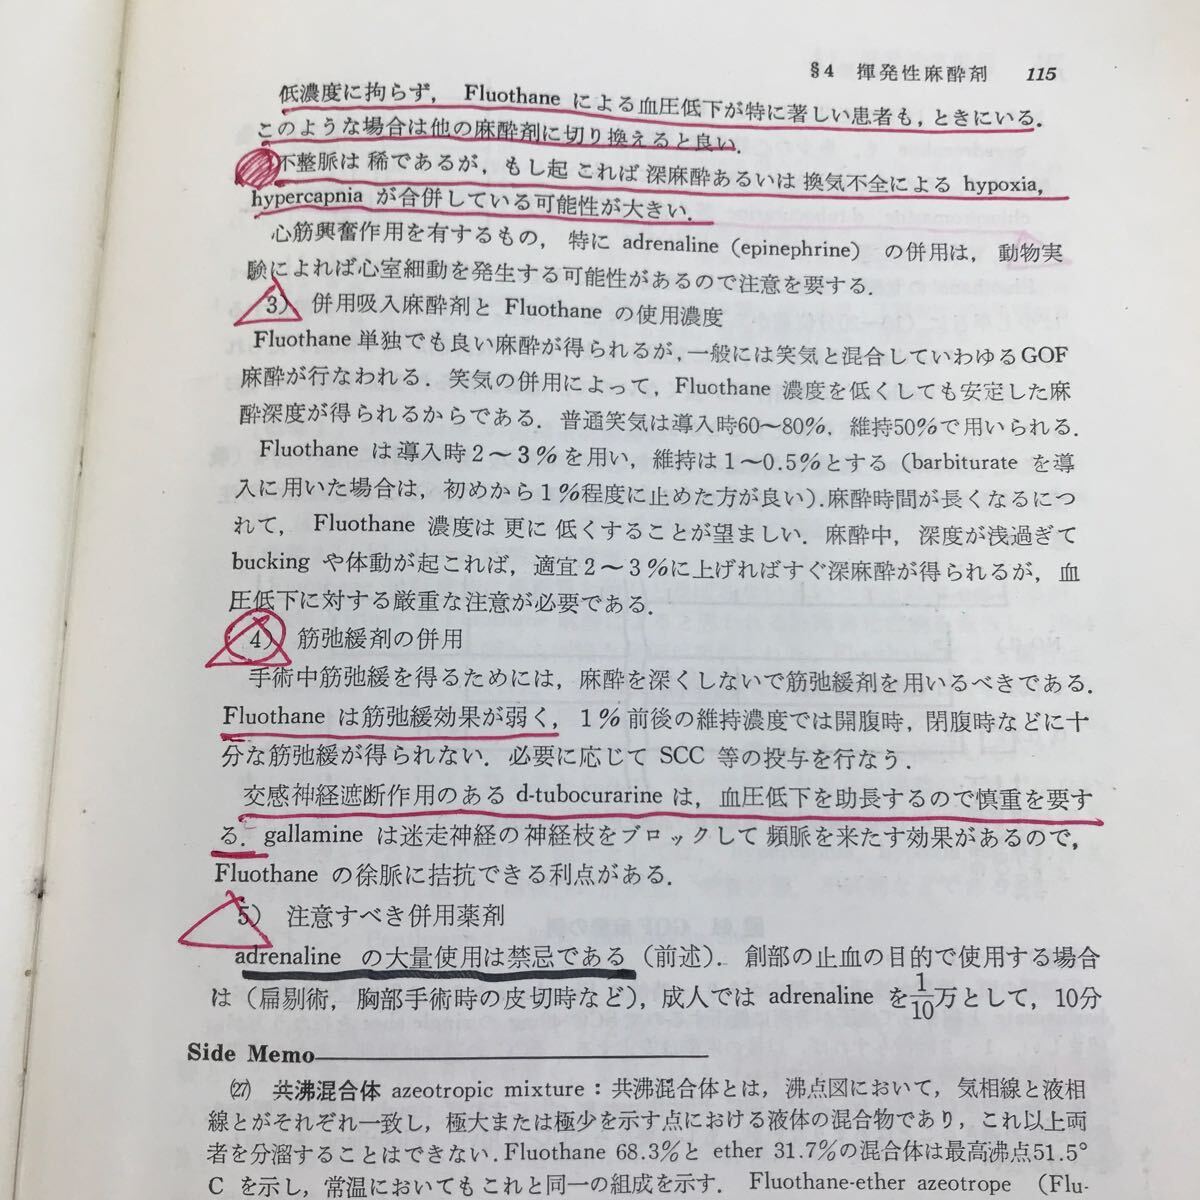 §4 揮発性麻酔剤 115
低濃度に拘らず， Fluothane による血圧低下が特に著しい患者も，ときにいる．
このような場合は他の麻酔剤に切り換えると良い．
不整脈は稀であるが，もし起これば深麻酔あるいは換気不全による hypoxia，
hypercapnia が合併している可能性が大きい．
心筋興奮作用を有するもの，特に adrenaline（epinephrine）の併用は，動物実
験によれば心室細動を発生する可能性があるので注意を要する．
3） 併用吸入麻酔剤と Fluothane の使用濃度
Fluothane 単独でも良い麻酔が得られるが，一般には笑気と混合していわゆるGOF
麻酔が行なわれる．笑気の併用によって，Fluothane 濃度を低くしても安定した麻
酔深度が得られるからである．普通笑気は導入時60～80%，維持50%で用いられる．
Fluothane は導入時2～3%を用い，維持は1～0.5%とする（barbiturate を導
入に用いた場合は，初めから1%程度に止めた方が良い）．麻酔時間が長くなるにつ
れて， Fluothane 濃度は更に低くすることが望ましい．麻酔中，深度が浅過ぎて
bucking や体動が起これば，適宜2～3%に上げればすぐ深麻酔が得られるが，血
圧低下に対する厳重な注意が必要である．
4） 筋弛緩剤の併用
手術中筋弛緩を得るためには，麻酔を深くしないで筋弛緩剤を用いるべきである．
Fluothane は筋弛緩効果が弱く，1%前後の維持濃度では開腹時，閉腹時などに十
分な筋弛緩が得られない．必要に応じて SCC 等の投与を行なう．
交感神経遮断作用のある d-tubocurarine は，血圧低下を助長するので慎重を要す
る．gallamine は迷走神経の神経枝をブロックして頻脈を来たす効果があるので，
Fluothane の徐脈に拮抗できる利点がある．
5） 注意すべき併用薬剤
adrenaline の大量使用は禁忌である（前述）．創部の止血の目的で使用する場合
は（扁剔術，胸部手術時の皮切時など），成人では adrenaline を1/10万として，10分
Side Memo
(27) 共沸混合体 azeotropic mixture：共沸混合体とは，沸点図において，気相線と液相
線とがそれぞれ一致し，極大または極少を示す点における液体の混合物であり，これ以上両
者を分溜することはできない．Fluothane 68.3%と ether 31.7%の混合体は最高沸点51.5°
C を示し，常温においてもこれと同一の組成を示す． Fluothane-ether azeotrope（Flu-